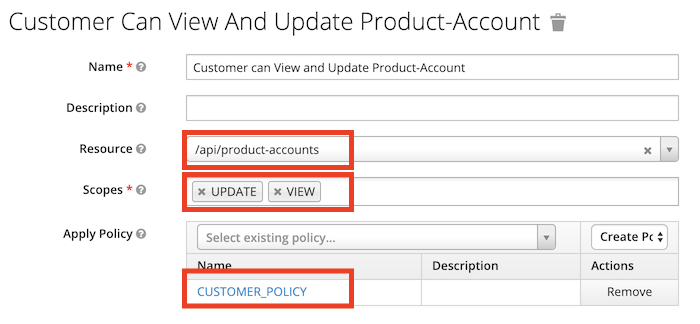 Customer Can View And Update Product-Account
Name * Customer can View and Update Product-Account
Description
Resource /api/product-accounts
Scopes * UPDATE VIEW
Apply Policy Select existing policy... Create Po
Name Description Actions
CUSTOMER_POLICY Remove